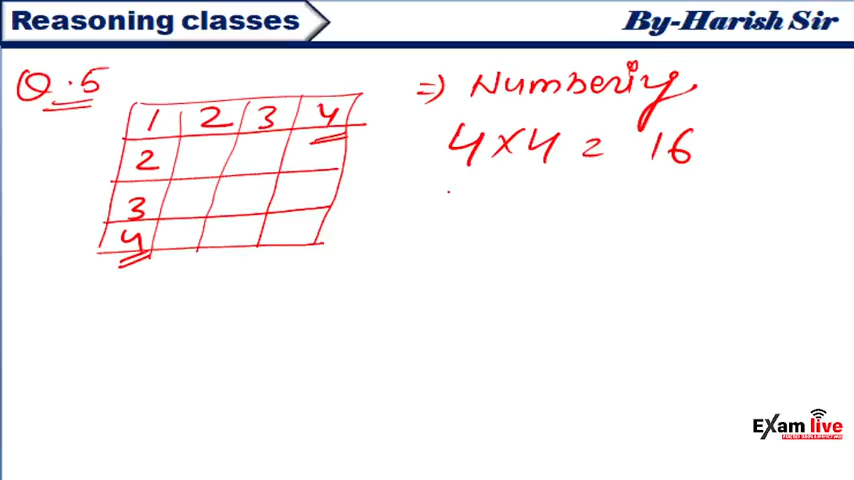 Reasoning classes
By-Harish Sir
Q.5
1 2 3 4
2
3
4
=) Numbering
4×4 = 16
Exam live